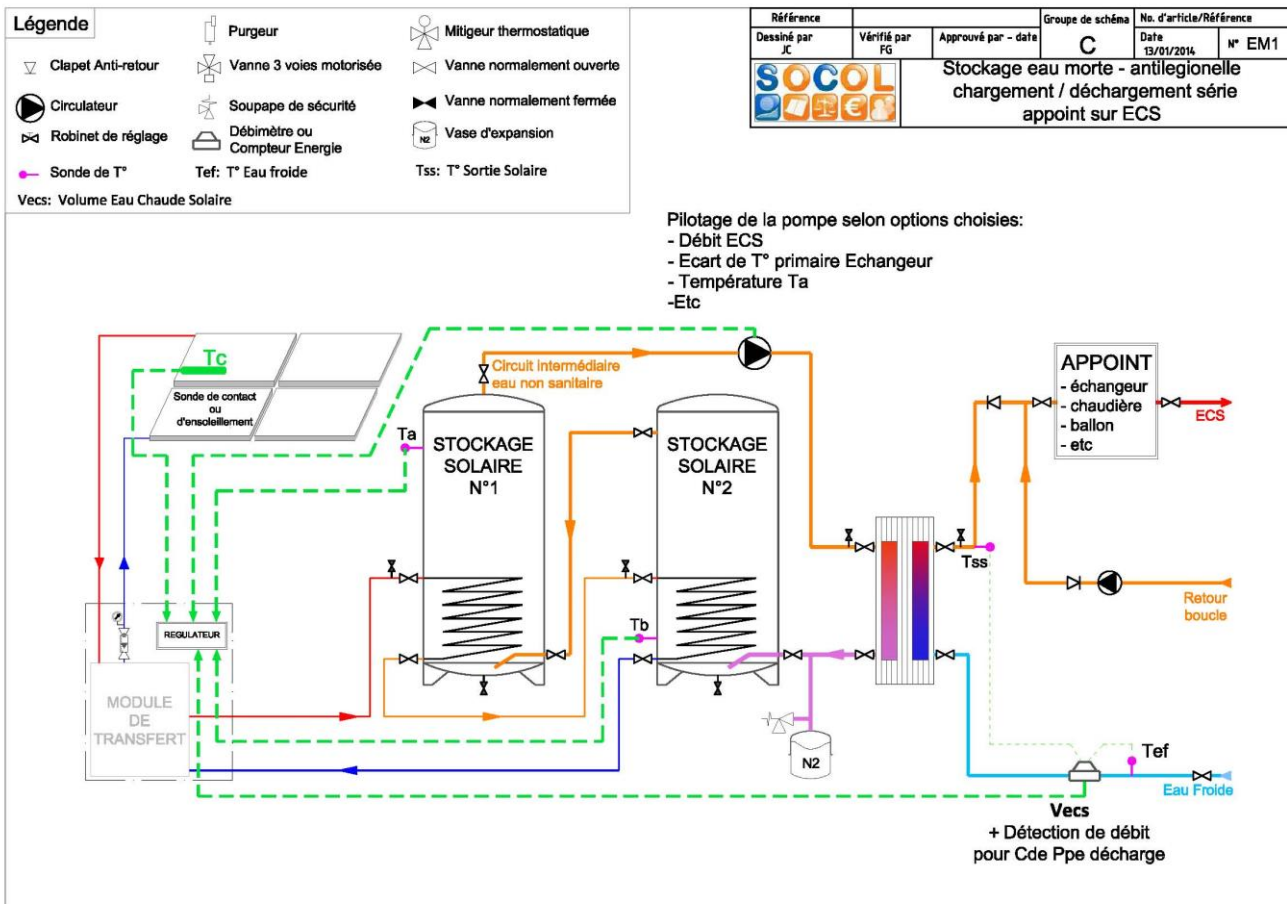 Légende
Purgeur
Mitigeur thermostatique
Clapet Anti-retour
Vanne 3 voies motorisée
Vanne normalement ouverte
Circulateur
Soupape de sécurité
Vanne normalement fermée
Robinet de réglage
Débimètre ou
Compteur Energie
N2
Vase d'expansion
Sonde de T°
Tef: T° Eau froide
Tss: T° Sortie Solaire
Vecs: Volume Eau Chaude Solaire
Référence
Groupe de schéma
No. d'article/Référence
Dessiné par
JC
Vérifié par
FG
Approuvé par - date
C
Date
13/01/2014
N° EM1
SOCOL
€
Stockage eau morte - antilegionelle
chargement / déchargement série
appoint sur ECS
Pilotage de la pompe selon options choisies:
- Débit ECS
- Ecart de T° primaire Echangeur
- Température Ta
-Etc
Tc
Sonde de contact
ou
d'ensoleillement
Circuit intermédiaire
eau non sanitaire
APPOINT
- échangeur
- chaudière
- ballon
- etc
ECS
Ta
STOCKAGE
SOLAIRE
N°1
STOCKAGE
SOLAIRE
N°2
Tss
Retour
boucle
REGULATEUR
Tb
MODULE
DE
TRANSFERT
N2
Tef
Eau Froide
Vecs
+ Détection de débit
pour Cde Ppe décharge